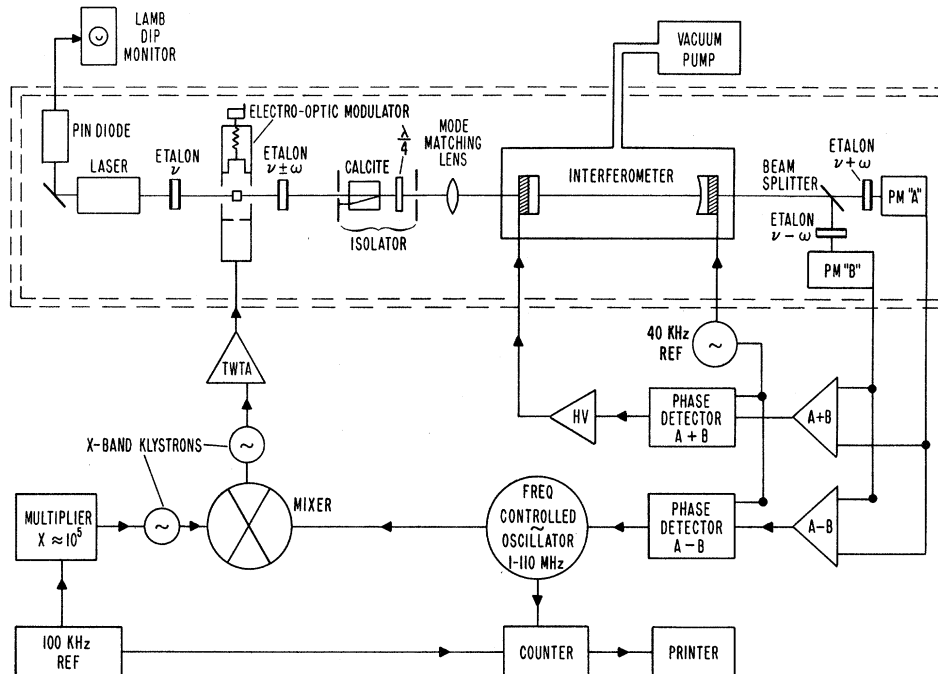 LAMB
DIP
MONITOR
VACUUM
PUMP
PIN DIODE
ELECTRO-OPTIC MODULATOR
LASER
ETALON
ν
ETALON
ν±ω
CALCITE
λ/4
ISOLATOR
MODE
MATCHING
LENS
INTERFEROMETER
BEAM
SPLITTER
ETALON
ν+ω
PM "A"
ETALON
ν-ω
PM "B"
TWTA
40 KHz
REF
~
HV
PHASE
DETECTOR
A+B
A+B
X-BAND KLYSTRONS
~
MULTIPLIER
X ≈10⁵
~
MIXER
FREQ
CONTROLLED
~
OSCILLATOR
1-110 MHz
PHASE
DETECTOR
A-B
A-B
100 KHz
REF
COUNTER
PRINTER